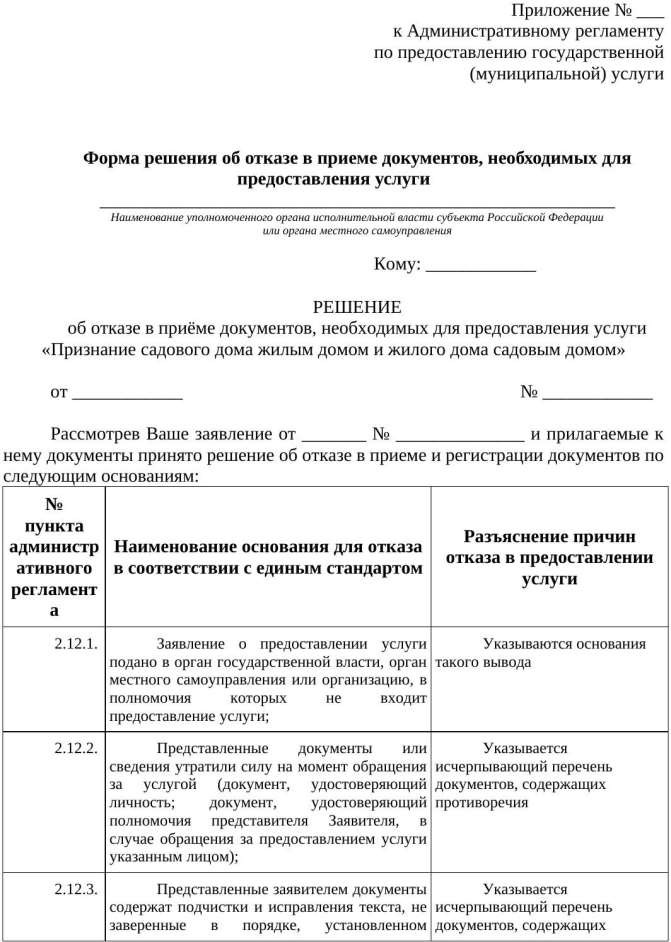 Приложение № ___
к Административному регламенту
по предоставлению государственной
(муниципальной) услуги
Форма решения об отказе в приеме документов, необходимых для
предоставления услуги
Наименование уполномоченного органа исполнительной власти субъекта Российской Федерации
или органа местного самоуправления
Кому: ____________
РЕШЕНИЕ
об отказе в приёме документов, необходимых для предоставления услуги
«Признание садового дома жилым домом и жилого дома садовым домом»
от ____________ № ____________
Рассмотрев Ваше заявление от _______ № ______________ и прилагаемые к
нему документы принято решение об отказе в приеме и регистрации документов по
следующим основаниям:
№
пункта
администр
ативного
регламент
а
Наименование основания для отказа
в соответствии с единым стандартом
Разъяснение причин
отказа в предоставлении
услуги
2.12.1.
Заявление о предоставлении услуги
подано в орган государственной власти, орган
местного самоуправления или организацию, в
полномочия которых не входит
предоставление услуги;
Указываются основания
такого вывода
2.12.2.
Представленные документы или
сведения утратили силу на момент обращения
за услугой (документ, удостоверяющий
личность; документ, удостоверяющий
полномочия представителя Заявителя, в
случае обращения за предоставлением услуги
указанным лицом);
Указывается
исчерпывающий перечень
документов, содержащих
противоречия
2.12.3.
Представленные заявителем документы
содержат подчистки и исправления текста, не
заверенные в порядке, установленном
Указывается
исчерпывающий перечень
документов, содержащих